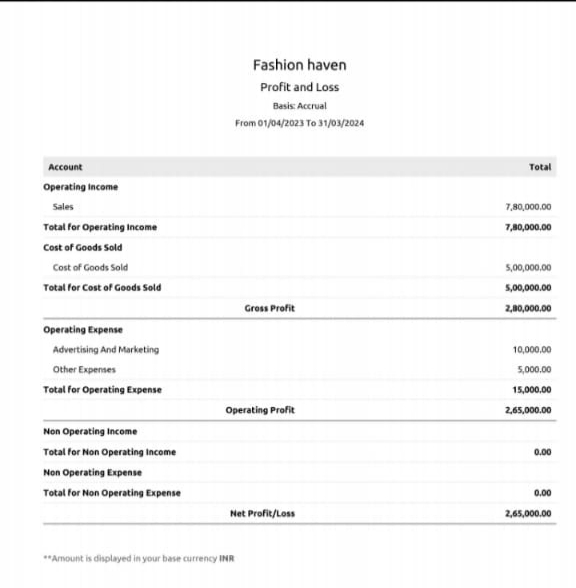 Fashion haven
Profit and Loss
Basis: Accrual
From 01/04/2023 To 31/03/2024
Account Total
Operating Income
Sales 7,80,000.00
Total for Operating Income 7,80,000.00
Cost of Goods Sold
Cost of Goods Sold 5,00,000.00
Total for Cost of Goods Sold 5,00,000.00
Gross Profit 2,80,000.00
Operating Expense
Advertising And Marketing 10,000.00
Other Expenses 5,000.00
Total for Operating Expense 15,000.00
Operating Profit 2,65,000.00
Non Operating Income
Total for Non Operating Income 0.00
Non Operating Expense
Total for Non Operating Expense 0.00
Net Profit/Loss 2,65,000.00
**Amount is displayed in your base currency INR